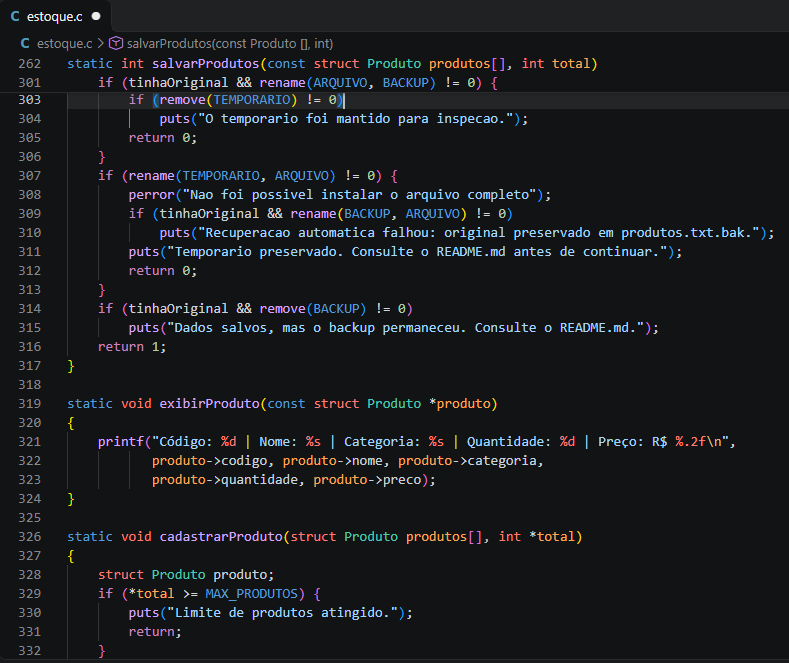 estoque.c
estoque.c > salvarProdutos(const Produto [], int)
262 static int salvarProdutos(const struct Produto produtos[], int total)
301     if (tinhaOriginal && rename(ARQUIVO, BACKUP) != 0) {
303         if (remove(TEMPORARIO) != 0)
304             puts("O temporario foi mantido para inspecao.");
305         return 0;
306     }
307     if (rename(TEMPORARIO, ARQUIVO) != 0) {
308         perror("Nao foi possivel instalar o arquivo completo");
309         if (tinhaOriginal && rename(BACKUP, ARQUIVO) != 0)
310             puts("Recuperacao automatica falhou: original preservado em produtos.txt.bak.");
311         puts("Temporario preservado. Consulte o README.md antes de continuar.");
312         return 0;
313     }
314     if (tinhaOriginal && remove(BACKUP) != 0)
315         puts("Dados salvos, mas o backup permaneceu. Consulte o README.md.");
316     return 1;
317 }
318
319 static void exibirProduto(const struct Produto *produto)
320 {
321     printf("Código: %d | Nome: %s | Categoria: %s | Quantidade: %d | Preço: R$ %.2f\n",
322            produto->codigo, produto->nome, produto->categoria,
323            produto->quantidade, produto->preco);
324 }
325
326 static void cadastrarProduto(struct Produto produtos[], int *total)
327 {
328     struct Produto produto;
329     if (*total >= MAX_PRODUTOS) {
330         puts("Limite de produtos atingido.");
331         return;
332     }